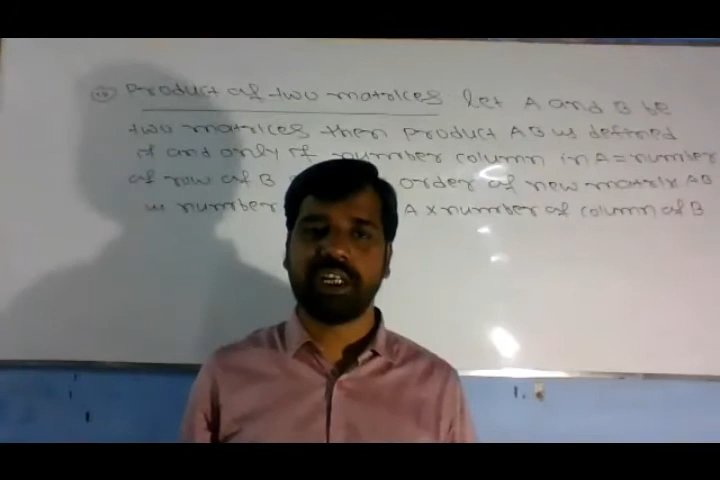 Product of two matrices let A and B be
two matrices then product AB is defined
if and only if number column in A = number
of row of B order of new matrix AB
is number A x number of column of B